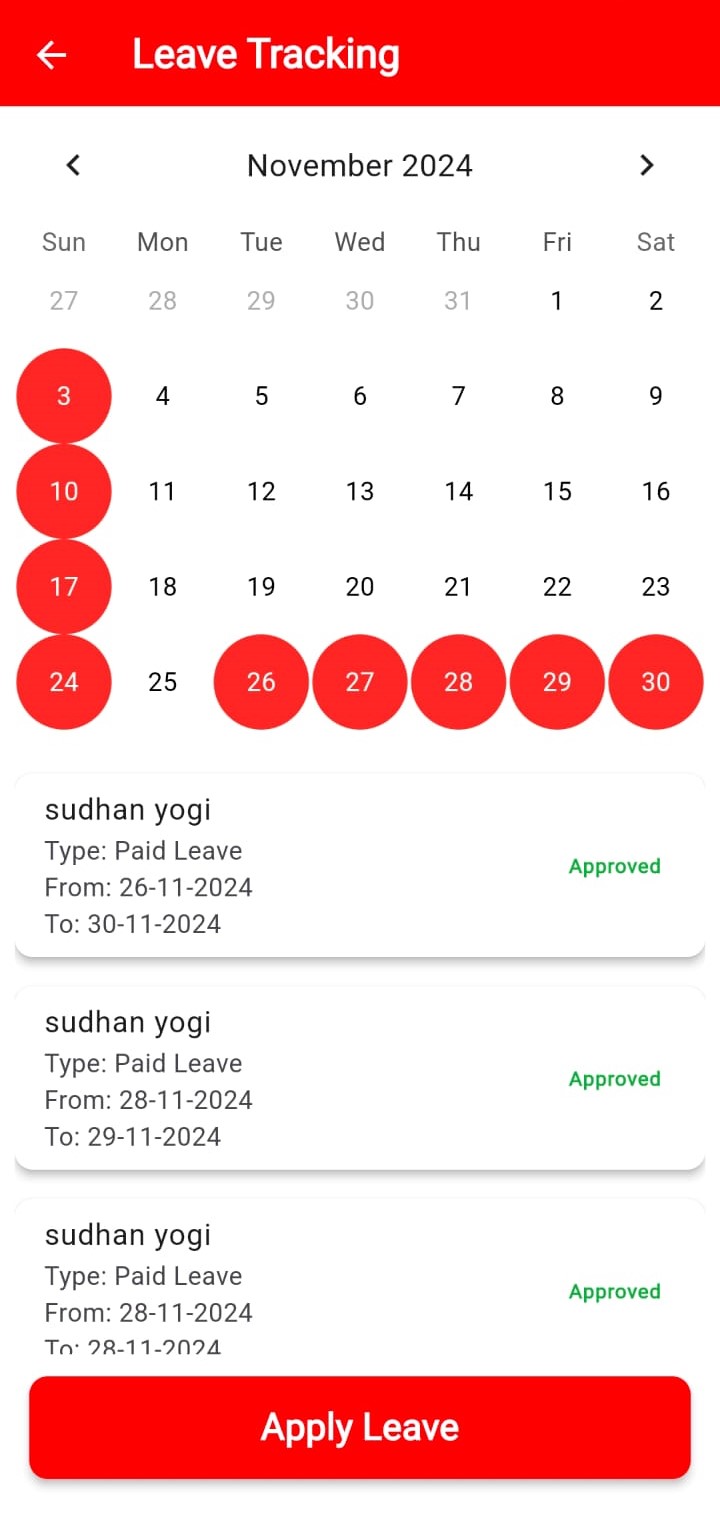 Leave Tracking
November 2024
Sun Mon Tue Wed Thu Fri Sat
27 28 29 30 31 1 2
3 4 5 6 7 8 9
10 11 12 13 14 15 16
17 18 19 20 21 22 23
24 25 26 27 28 29 30
sudhan yogi
Type: Paid Leave
Approved
From: 26-11-2024
To: 30-11-2024
sudhan yogi
Type: Paid Leave
Approved
From: 28-11-2024
To: 29-11-2024
sudhan yogi
Type: Paid Leave
Approved
From: 28-11-2024
To: 28-11-2024
Apply Leave